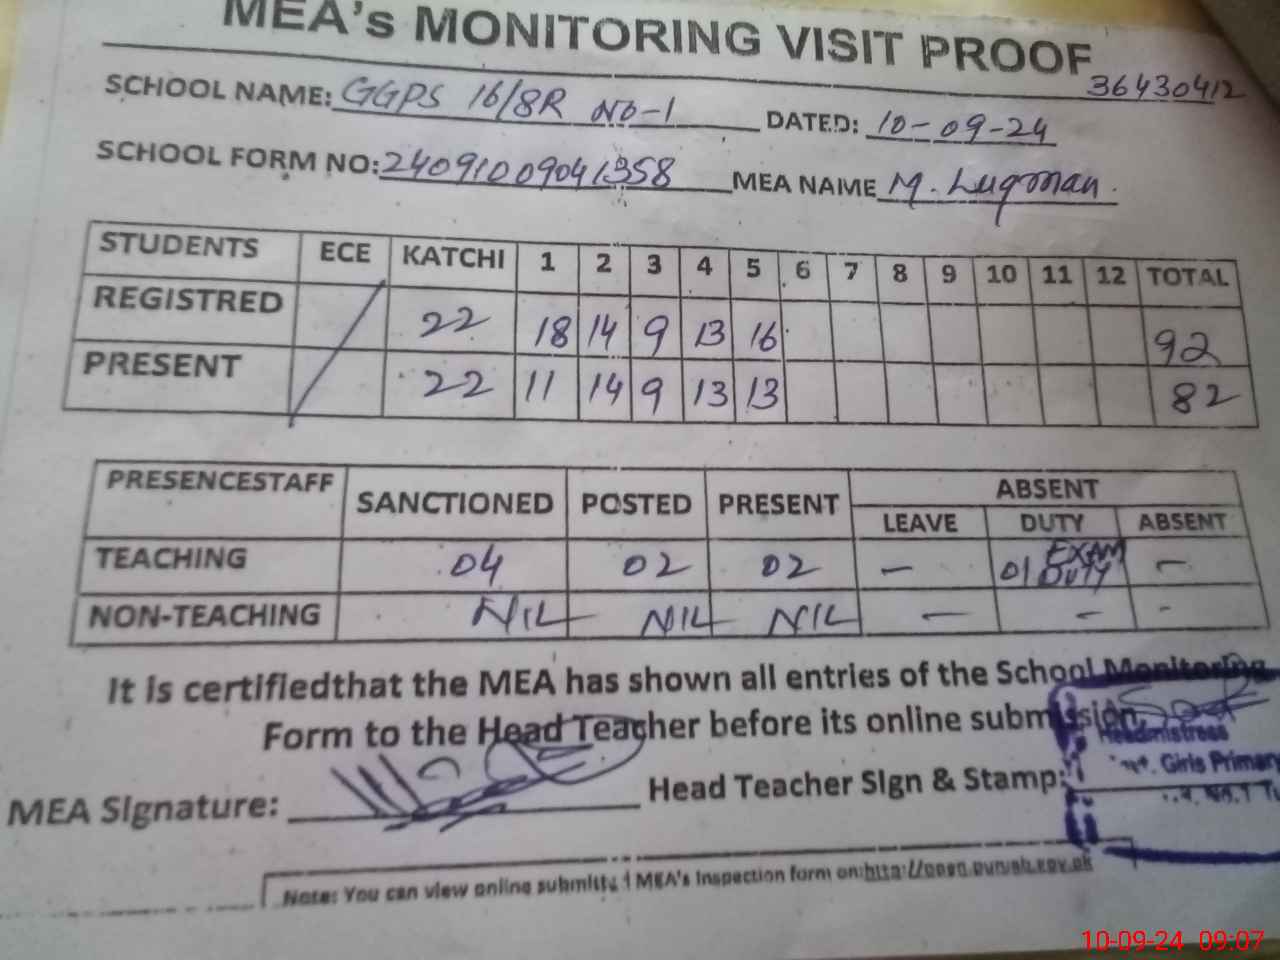 MEA's MONITORING VISIT PROOF
36430412
SCHOOL NAME: GGPS 16/8R NO-1 DATED: 10-09-24
SCHOOL FORM NO: 24091009041358 MEA NAME M. Luqman.
STUDENTS ECE KATCHI 1 2 3 4 5 6 7 8 9 10 11 12 TOTAL
REGISTRED 22 18 14 9 13 16 92
PRESENT 22 11 14 9 13 13 82
PRESENCESTAFF SANCTIONED POSTED PRESENT ABSENT
LEAVE DUTY ABSENT
TEACHING 04 02 02 — 01 EXAM DUTY —
NON-TEACHING NIL NIL NIL — — -
It is certifiedthat the MEA has shown all entries of the School Monitoring
Form to the Head Teacher before its online submission.
Headmistress
MEA Signature: Head Teacher Sign & Stamp:
Girls Primary
Note: You can view online MEA's Inspection form on:
10-09-24 09:07